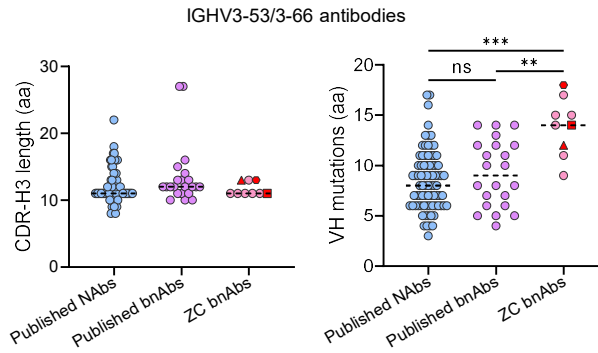 IGHV3-53/3-66 antibodies
CDR-H3 length (aa)
30
20
10
0
Published NAbs
Published bnAbs
ZC bnAbs
VH mutations (aa)
20
15
10
5
0
***
ns
**
Published NAbs
Published bnAbs
ZC bnAbs